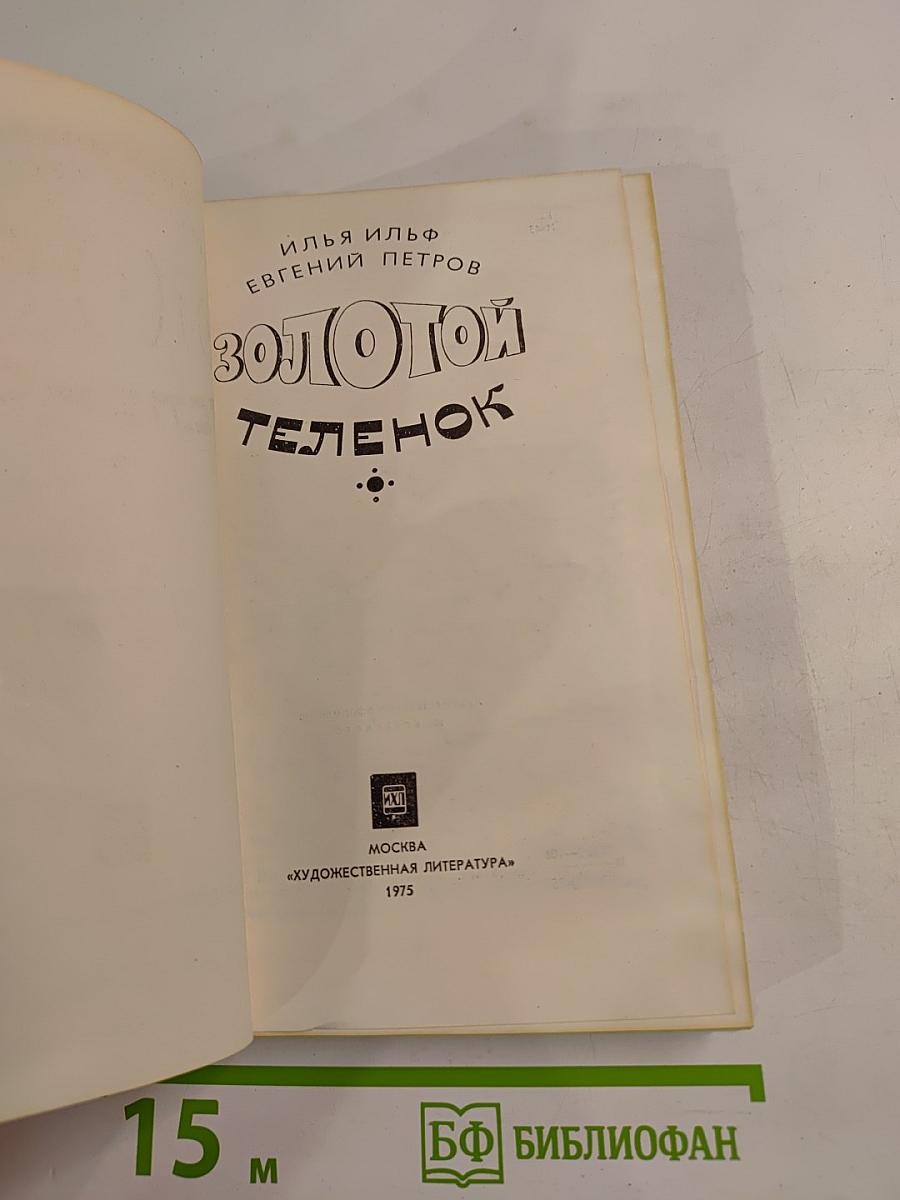 ИЛЬЯ ИЛЬФ
ЕВГЕНИЙ ПЕТРОВ
ЗОЛОТОЙ
ТЕЛЕНОК
ИХЛ
МОСКВА
«ХУДОЖЕСТВЕННАЯ ЛИТЕРАТУРА»
1975
15 м
БФ БИБЛИОФАН